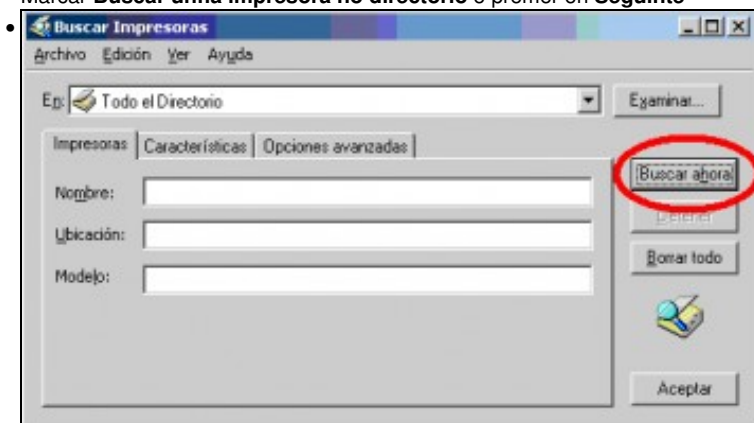 Marcar Buscar unha impresora no directorio e premer en Seguinte
Buscar Impresoras
Archivo Edición Ver Ayuda
En: Todo el Directorio Examinar...
Impresoras Características Opciones avanzadas
Buscar ahora
Nombre:
Detener
Ubicación:
Borrar todo
Modelo:
Aceptar